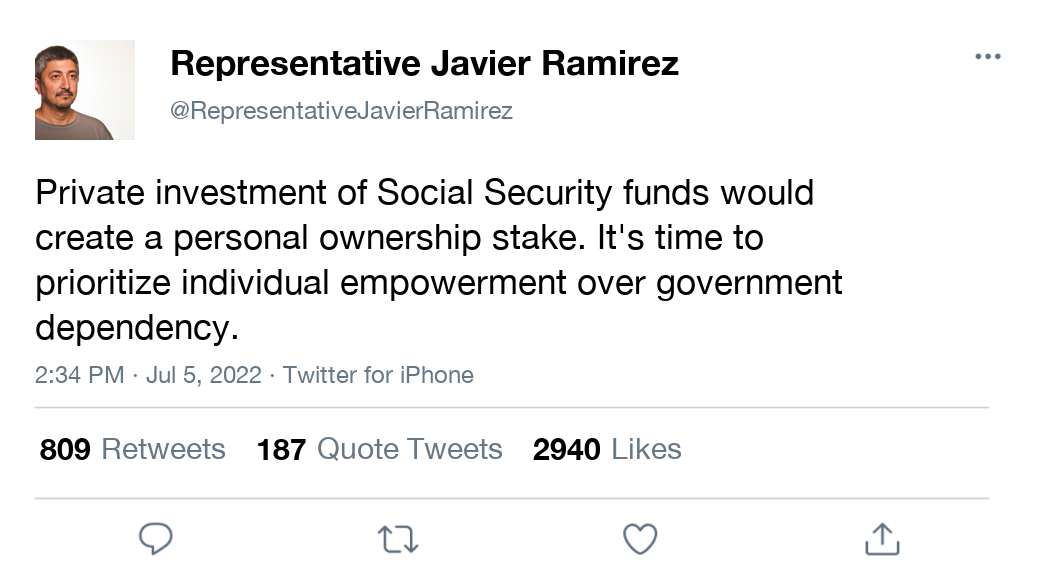 Representative Javier Ramirez
@RepresentativeJavierRamirez
Private investment of Social Security funds would
create a personal ownership stake. It's time to
prioritize individual empowerment over government
dependency.
2:34 PM · Jul 5, 2022 · Twitter for iPhone
809 Retweets 187 Quote Tweets 2940 Likes